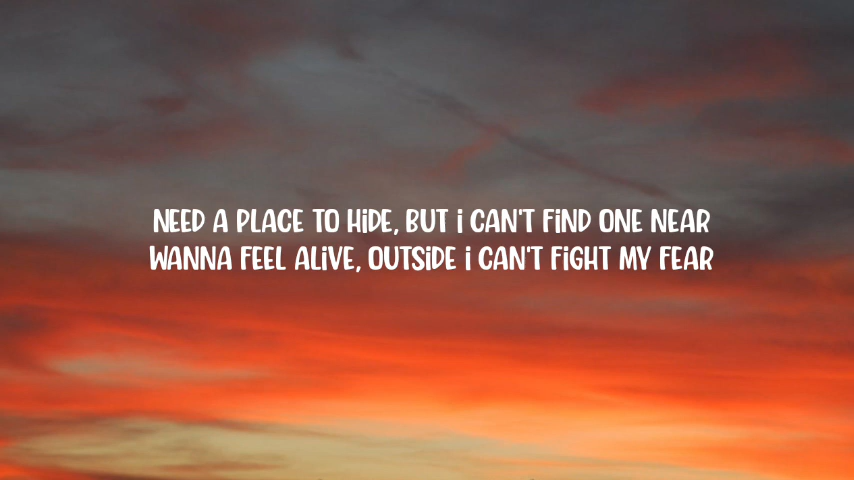 NEED A PLACE TO HiDE, BUT i CAN'T FiND ONE NEAR
WANNA FEEL ALiVE, OUTSiDE i CAN'T FiGHT MY FEAR